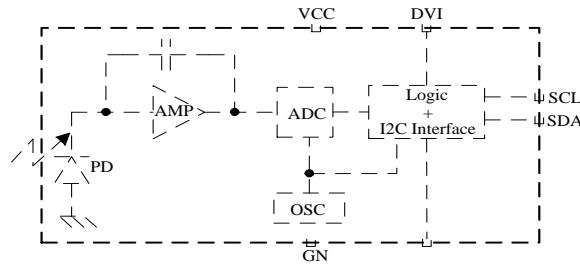 VCC DVI
AMP
ADC
Logic
+
I2C Interface
SCL
SDA
PD
OSC
GN